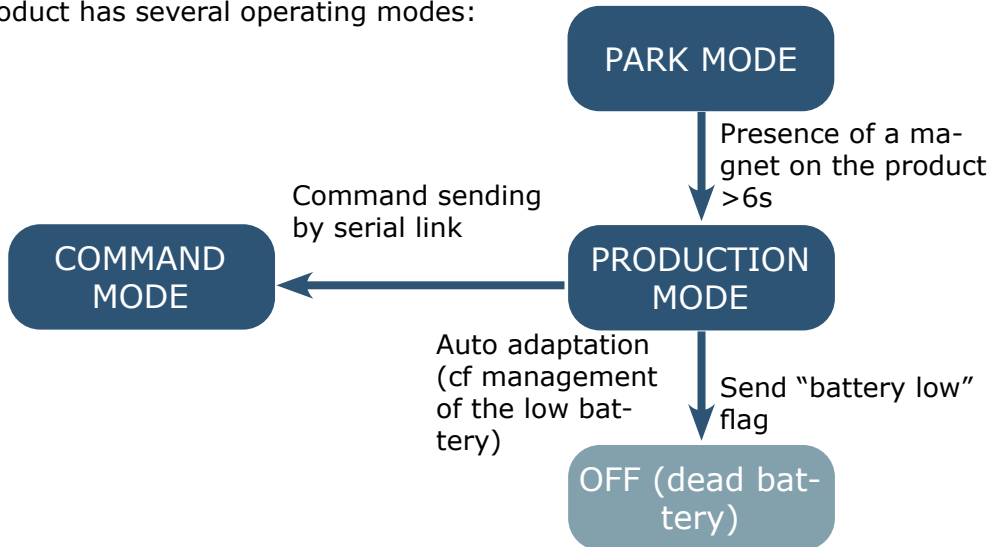 oduct has several operating modes:
PARK MODE
Presence of a ma-
gnet on the product
>6s
Command sending
by serial link
COMMAND
MODE
PRODUCTION
MODE
Auto adaptation
(cf management
of the low bat-
tery)
Send “battery low”
flag
OFF (dead bat-
tery)